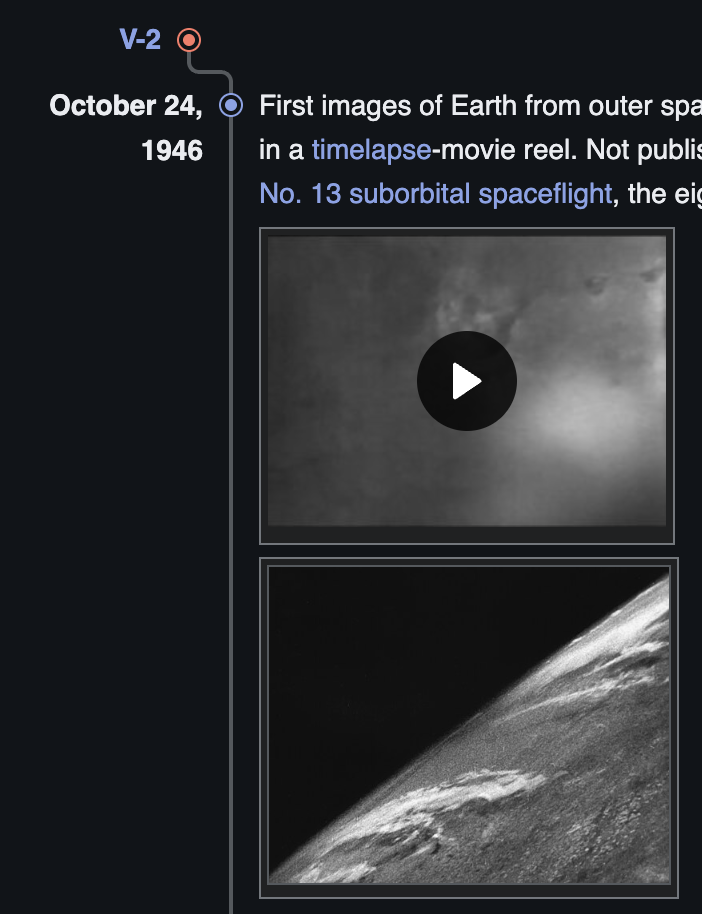 V-2
October 24,
1946
First images of Earth from outer
in a timelapse-movie reel. Not
No. 13 suborbital spaceflight, the